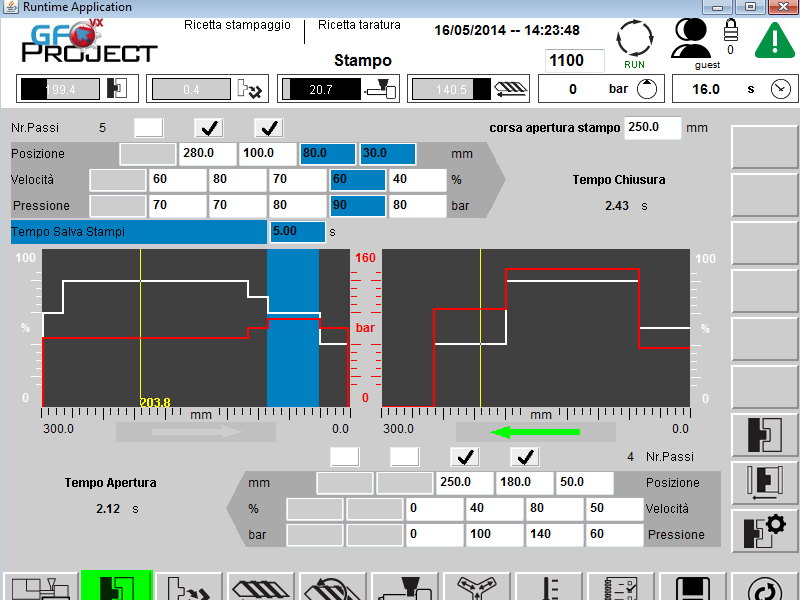 Runtime Application
GEO VX
PROJECT
Ricetta stampaggio
Ricetta taratura
16/05/2014 -- 14:23:48
Stampo
1100
RUN
guest
0
199.4
0.4
20.7
140.5
0 bar
16.0 s
Nr.Passi 5
corsa apertura stampo 250.0 mm
Posizione 280.0 100.0 80.0 30.0 mm
Velocità 60 80 70 60 40 %
Pressione 70 70 80 90 80 bar
Tempo Chiusura
2.43 s
Tempo Salva Stampi 5.00 s
100 160 100
% bar %
0 0 0
203.8
mm mm
300.0 0.0 300.0 0.0
4 Nr.Passi
Tempo Apertura
2.12 s
mm 250.0 180.0 50.0 Posizione
% 0 40 80 50 Velocità
bar 0 100 140 60 Pressione